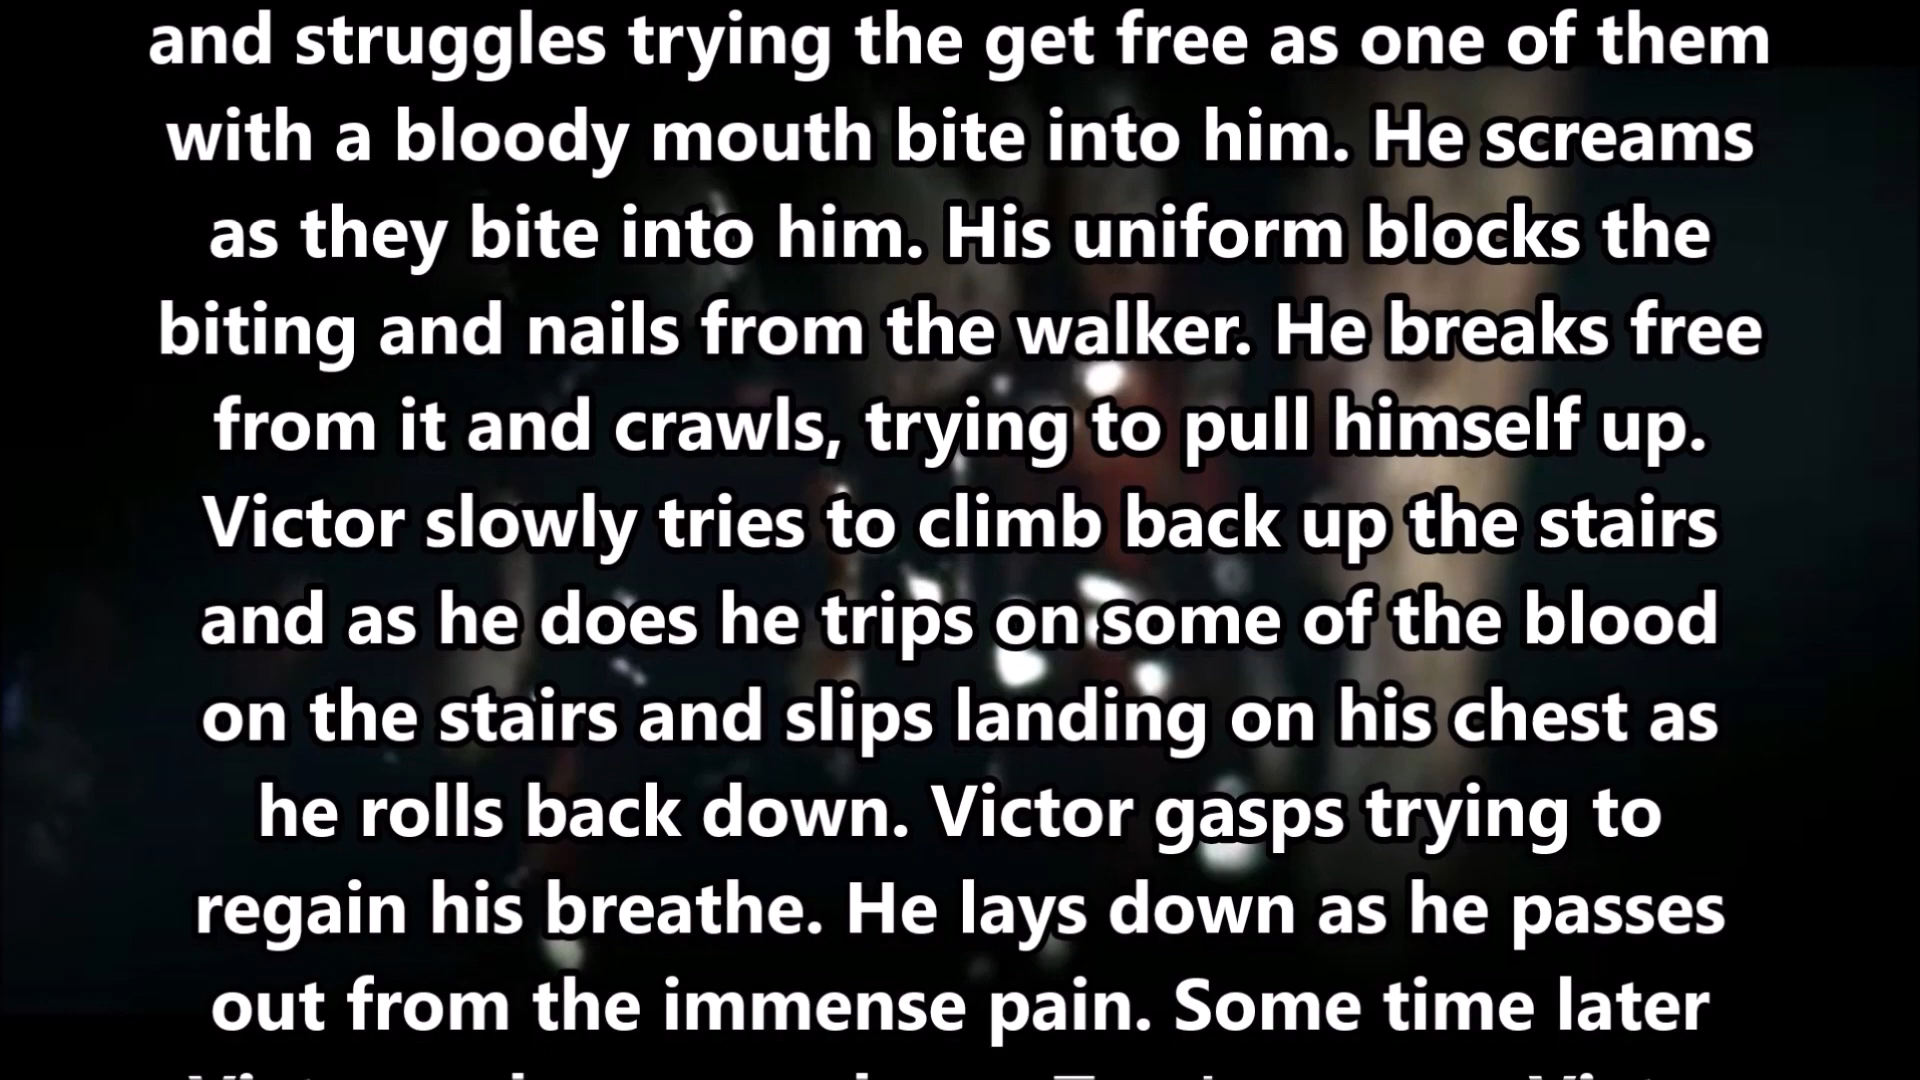 and struggles trying the get free as one of them
with a bloody mouth bite into him. He screams
as they bite into him. His uniform blocks the
biting and nails from the walker. He breaks free
from it and crawls, trying to pull himself up.
Victor slowly tries to climb back up the stairs
and as he does he trips on some of the blood
on the stairs and slips landing on his chest as
he rolls back down. Victor gasps trying to
regain his breathe. He lays down as he passes
out from the immense pain. Some time later